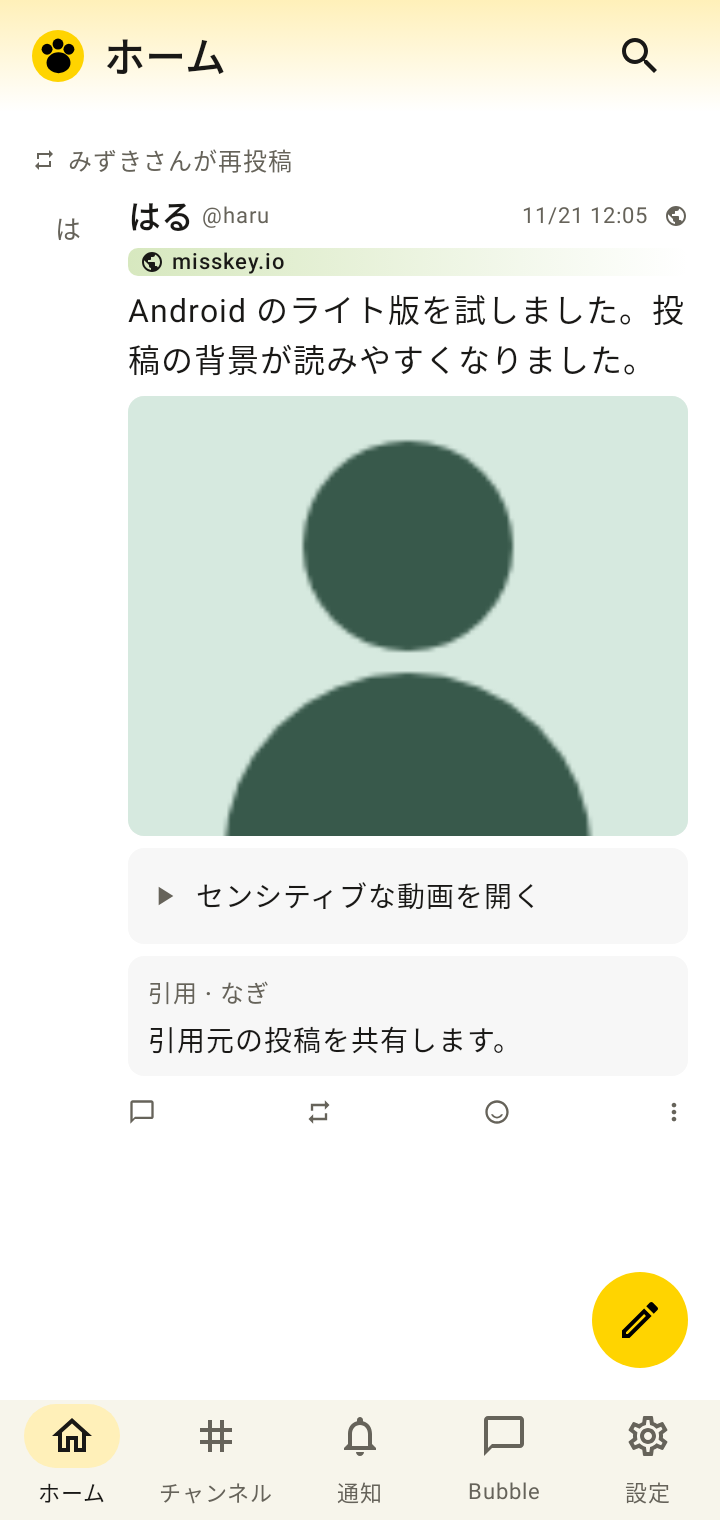 ホーム
みずきさんが再投稿
は
はる @haru 11/21 12:05
misskey.io
Android のライト版を試しました。投
稿の背景が読みやすくなりました。
センシティブな動画を開く
引用 · なぎ
引用元の投稿を共有します。
ホーム チャンネル 通知 Bubble 設定